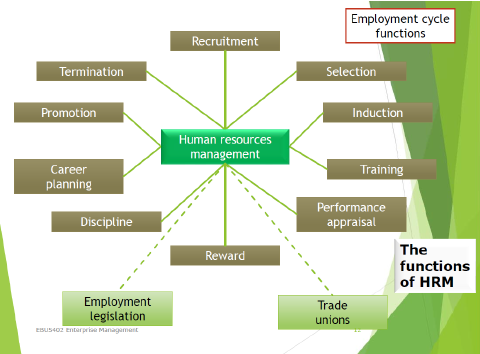 Employment cycle
functions
Recruitment
Termination
Selection
Promotion
Induction
Human resources
management
Career
planning
Training
Discipline
Performance
appraisal
Reward
The
functions
of HRM
Employment
legislation
Trade
unions
EBUS402 Enterprise Management